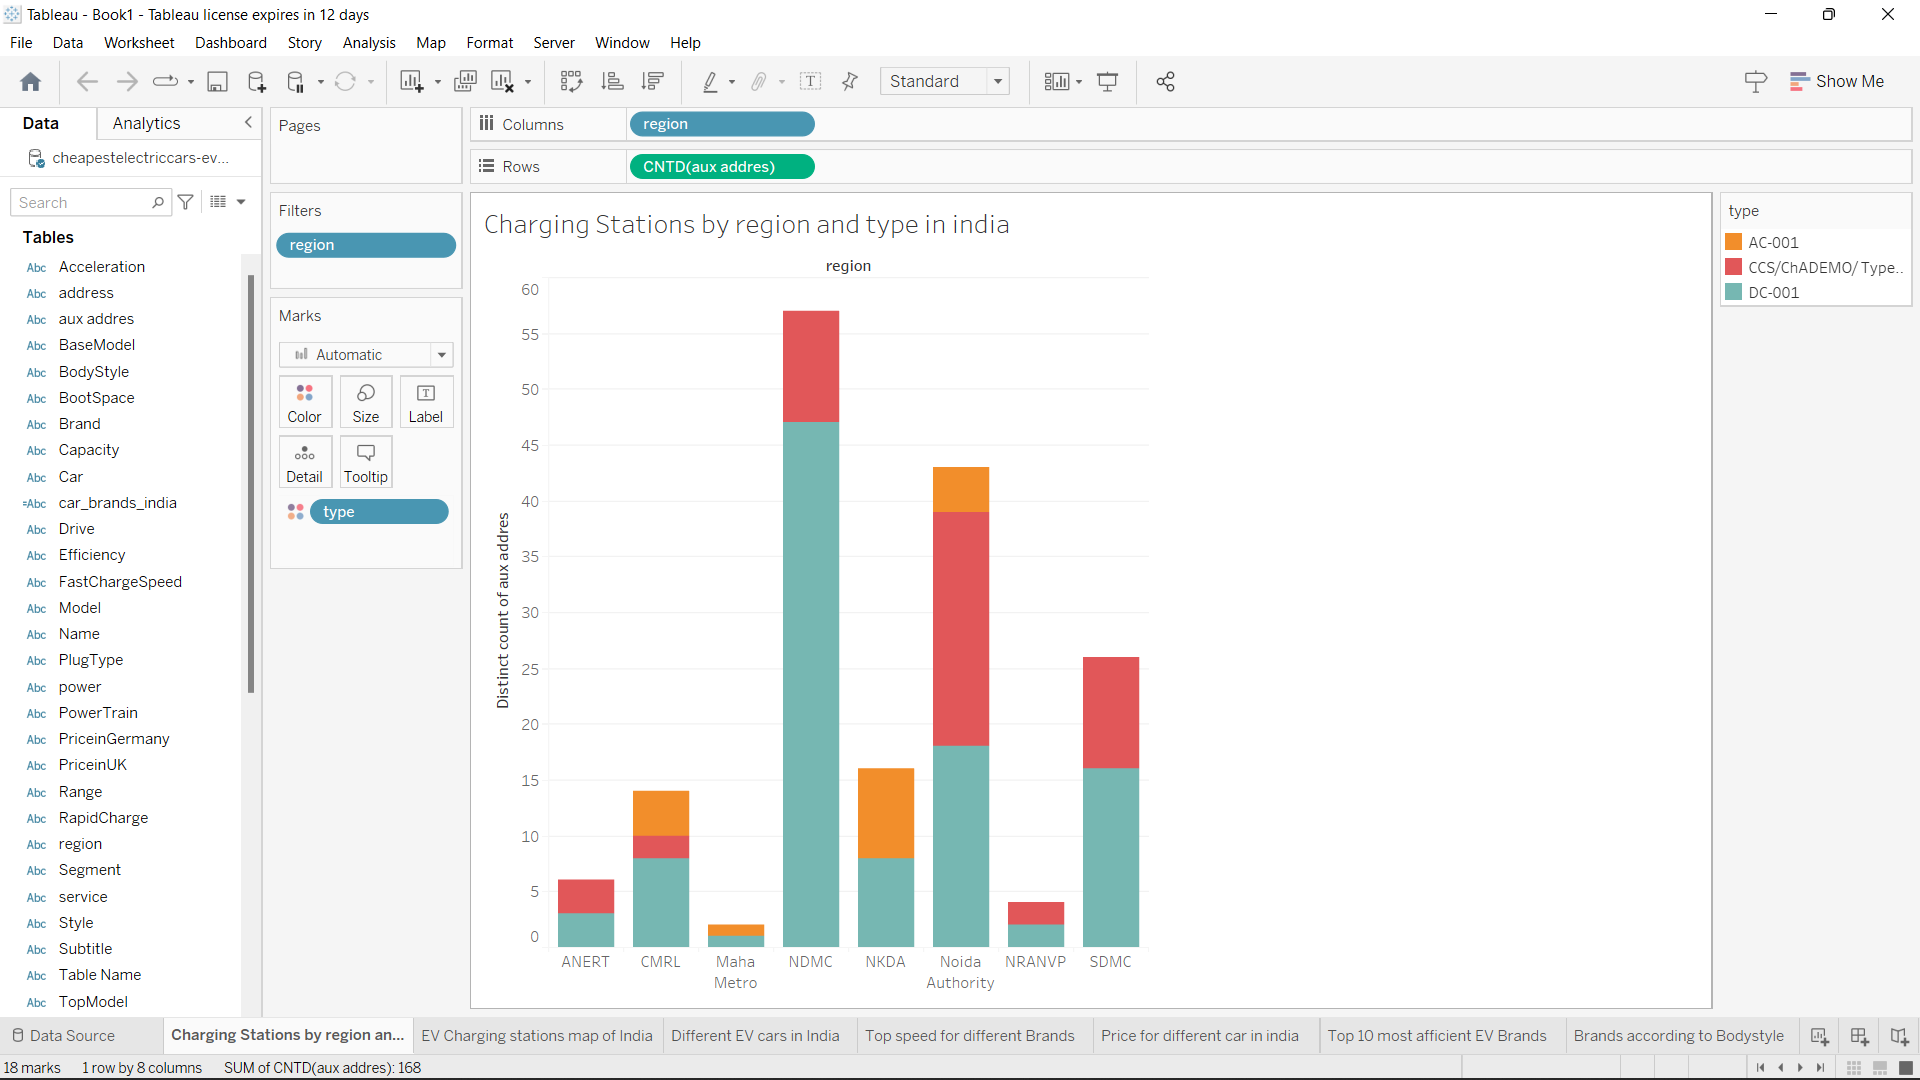 Tableau - Book1 - Tableau license expires in 12 days
File Data Worksheet Dashboard Story Analysis Map Format Server Window Help
Standard
Show Me
Data Analytics
cheapestelectriccars-ev...
Search
Tables
Abc Acceleration
Abc address
Abc aux addres
Abc BaseModel
Abc BodyStyle
Abc BootSpace
Abc Brand
Abc Capacity
Abc Car
=Abc car_brands_india
Abc Drive
Abc Efficiency
Abc FastChargeSpeed
Abc Model
Abc Name
Abc PlugType
Abc power
Abc PowerTrain
Abc PriceinGermany
Abc PriceinUK
Abc Range
Abc RapidCharge
Abc region
Abc Segment
Abc service
Abc Style
Abc Subtitle
Abc Table Name
Abc TopModel
Pages
Filters
region
Marks
Automatic
Color Size Label
T
Detail Tooltip
type
Columns region
Rows CNTD(aux addres)
Charging Stations by region and type in india
region
60
55
50
45
40
35
30
25
20
15
10
5
0
Distinct count of aux addres
ANERT CMRL Maha Metro NDMC NKDA Noida Authority NRANVP SDMC
type
AC-001
CCS/ChADEMO/ Type..
DC-001
Data Source Charging Stations by region an... EV Charging stations map of India Different EV cars in India Top speed for different Brands Price for different car in india Top 10 most afficient EV Brands Brands according to Bodystyle
18 marks 1 row by 8 columns SUM of CNTD(aux addres): 168